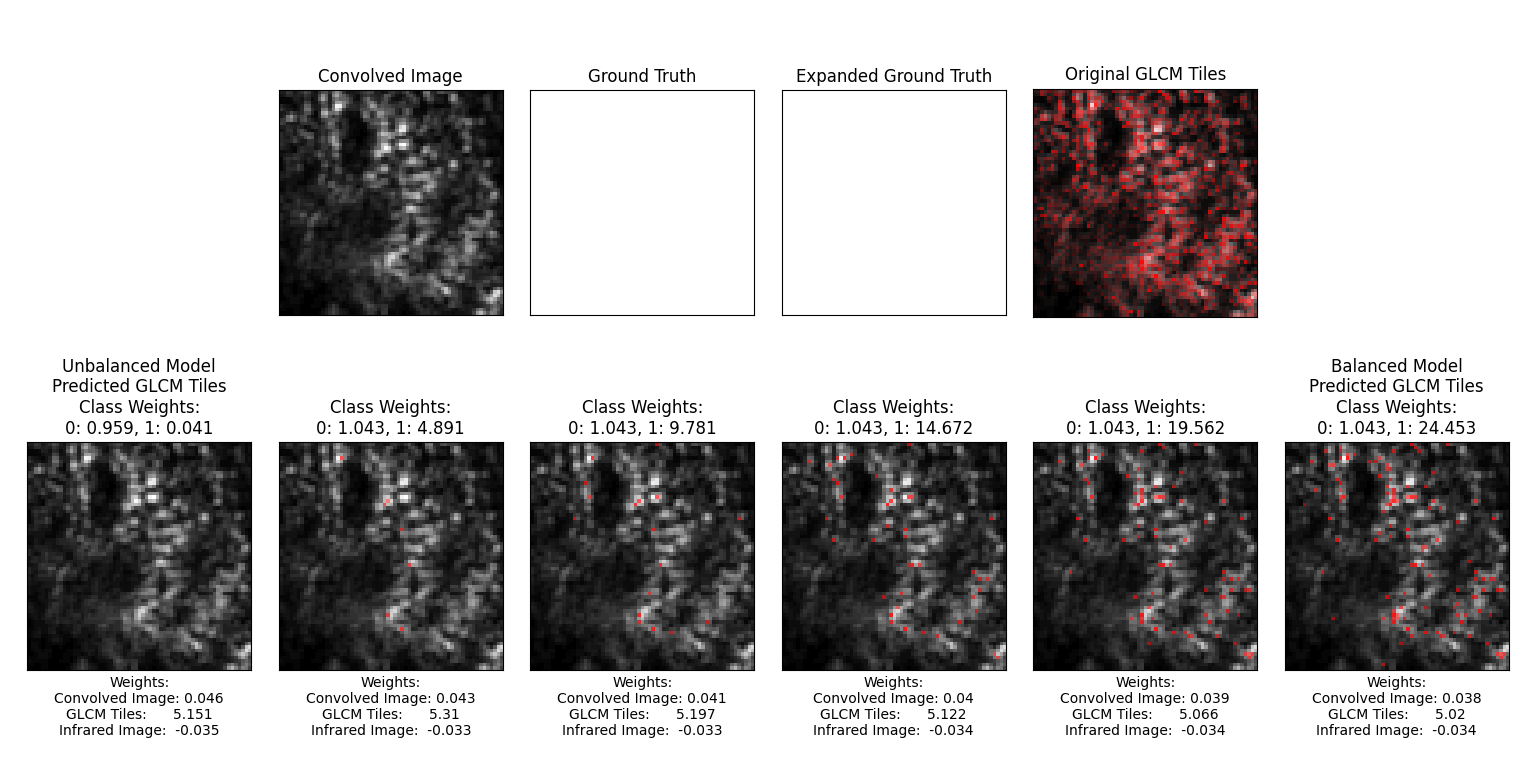 Convolved Image
Ground Truth
Expanded Ground Truth
Original GLCM Tiles
Unbalanced Model
Predicted GLCM Tiles
Class Weights:
0: 0.959, 1: 0.041
Class Weights:
0: 1.043, 1: 4.891
Class Weights:
0: 1.043, 1: 9.781
Class Weights:
0: 1.043, 1: 14.672
Class Weights:
0: 1.043, 1: 19.562
Balanced Model
Predicted GLCM Tiles
Class Weights:
0: 1.043, 1: 24.453
Weights:
Convolved Image: 0.046
GLCM Tiles: 5.151
Infrared Image: -0.035
Weights:
Convolved Image: 0.043
GLCM Tiles: 5.31
Infrared Image: -0.033
Weights:
Convolved Image: 0.041
GLCM Tiles: 5.197
Infrared Image: -0.033
Weights:
Convolved Image: 0.04
GLCM Tiles: 5.122
Infrared Image: -0.034
Weights:
Convolved Image: 0.039
GLCM Tiles: 5.066
Infrared Image: -0.034
Weights:
Convolved Image: 0.038
GLCM Tiles: 5.02
Infrared Image: -0.034